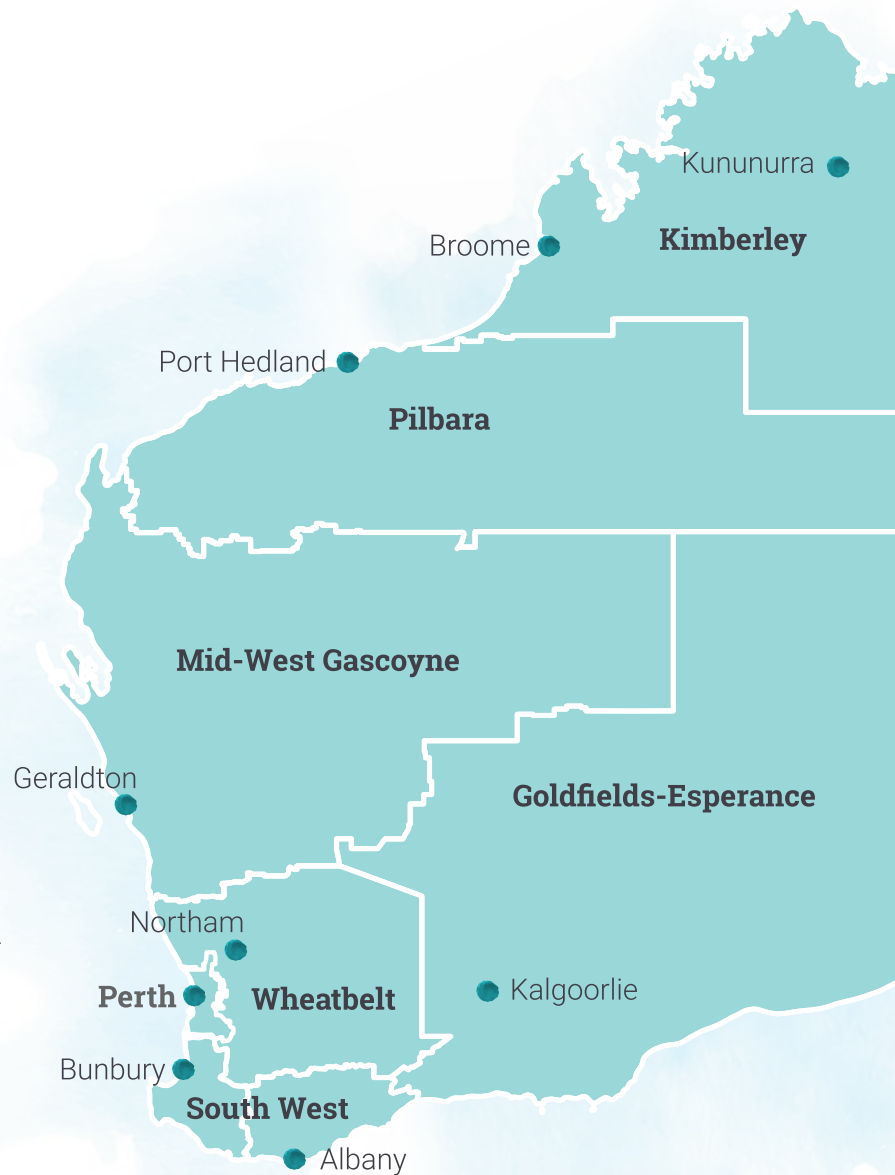 Kununurra
Kimberley
Broome
Port Hedland
Pilbara
Mid-West Gascoyne
Geraldton
Goldfields-Esperance
Northam
Kalgoorlie
Perth
Wheatbelt
Bunbury
South West
Albany